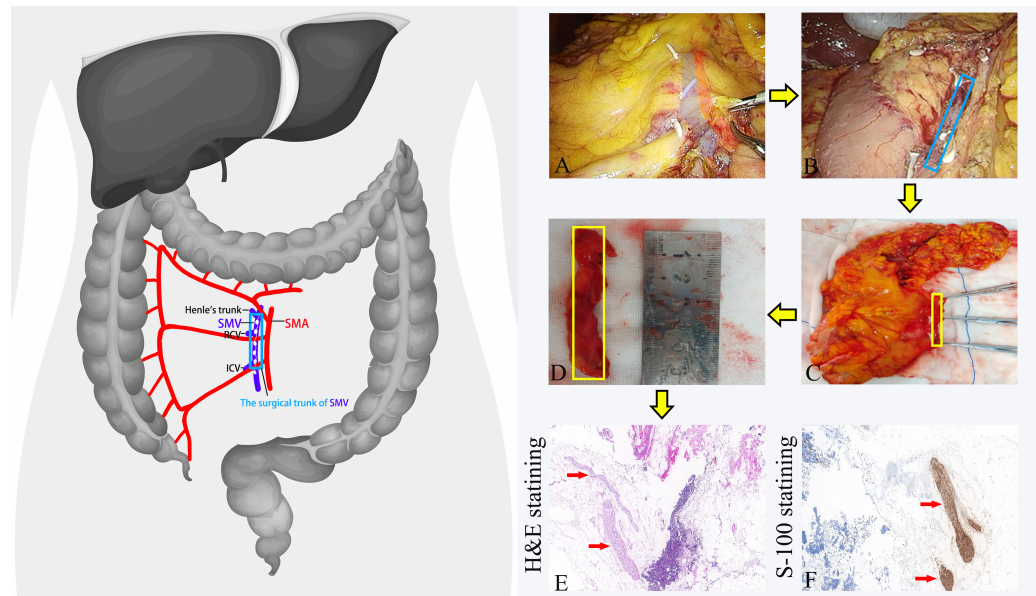 Henle's trunk
SMV
SMA
RCV
ICV
The surgical trunk of SMV
A
B
D
C
H&E statining
E
S-100 statining
F